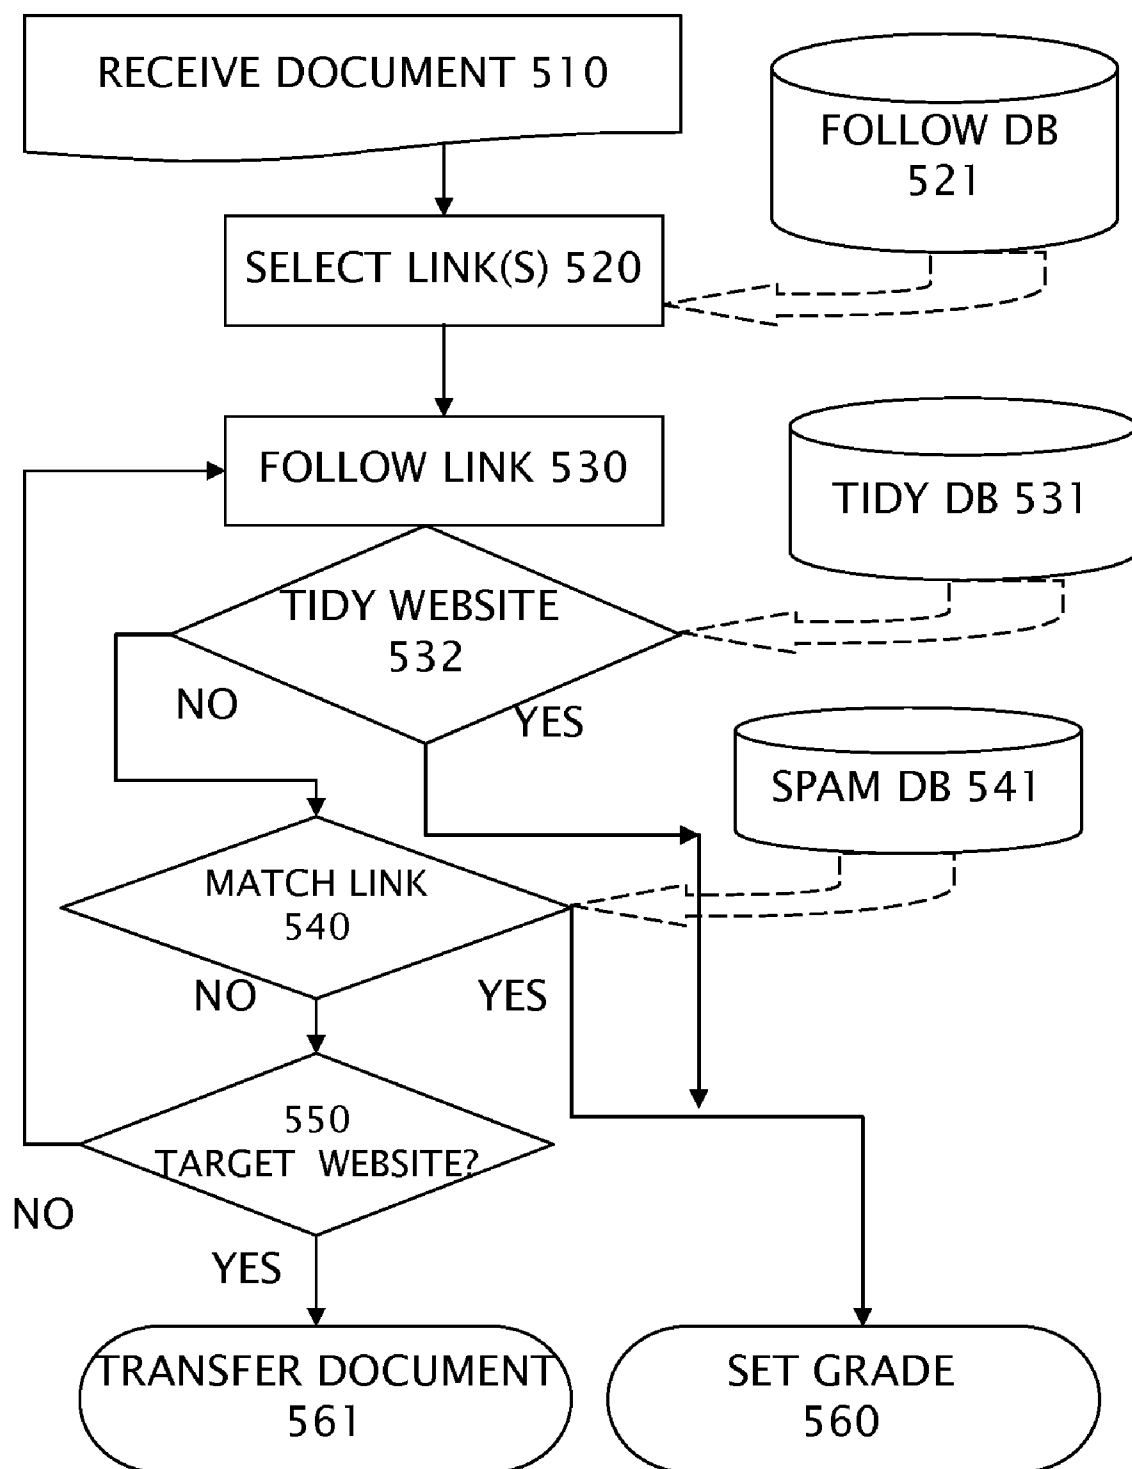 RECEIVE DOCUMENT 510
FOLLOW DB
521
SELECT LINK(S) 520
FOLLOW LINK 530
TIDY DB 531
TIDY WEBSITE
532
NO
YES
SPAM DB 541
MATCH LINK
540
NO
YES
550
TARGET WEBSITE?
NO
YES
TRANSFER DOCUMENT
561
SET GRADE
560